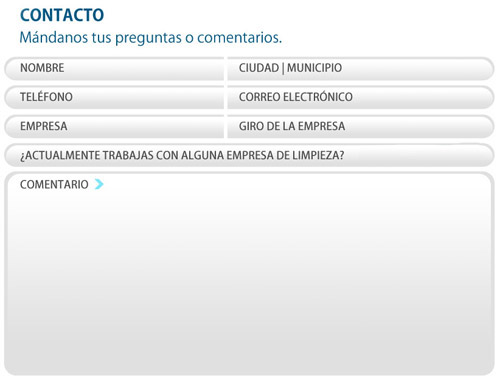 CONTACTO
Mándanos tus preguntas o comentarios.
NOMBRE
CIUDAD | MUNICIPIO
TELÉFONO
CORREO ELECTRÓNICO
EMPRESA
GIRO DE LA EMPRESA
¿ACTUALMENTE TRABAJAS CON ALGUNA EMPRESA DE LIMPIEZA?
COMENTARIO